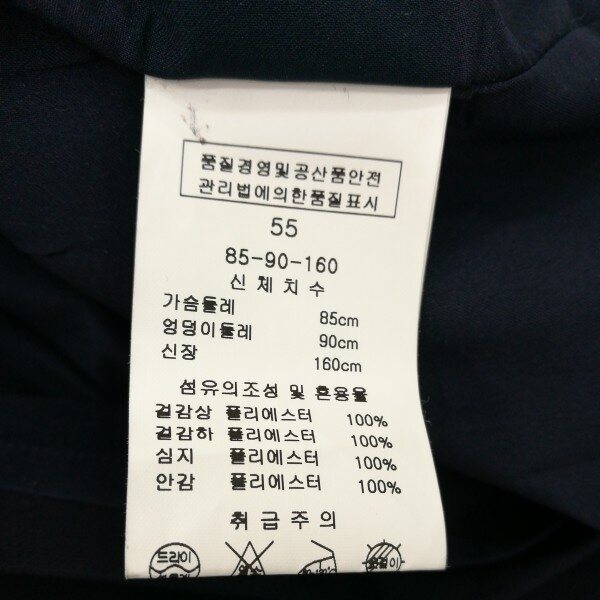 품질경영및공산품안전
관리법에의한품질표시
55
85-90-160
신체치수
가슴둘레 85cm
엉덩이둘레 90cm
신장 160cm
섬유의조성 및 혼용율
겉감상 폴리에스터 100%
겉감하 폴리에스터 100%
심지 폴리에스터 100%
안감 폴리에스터 100%
취급주의
드라이